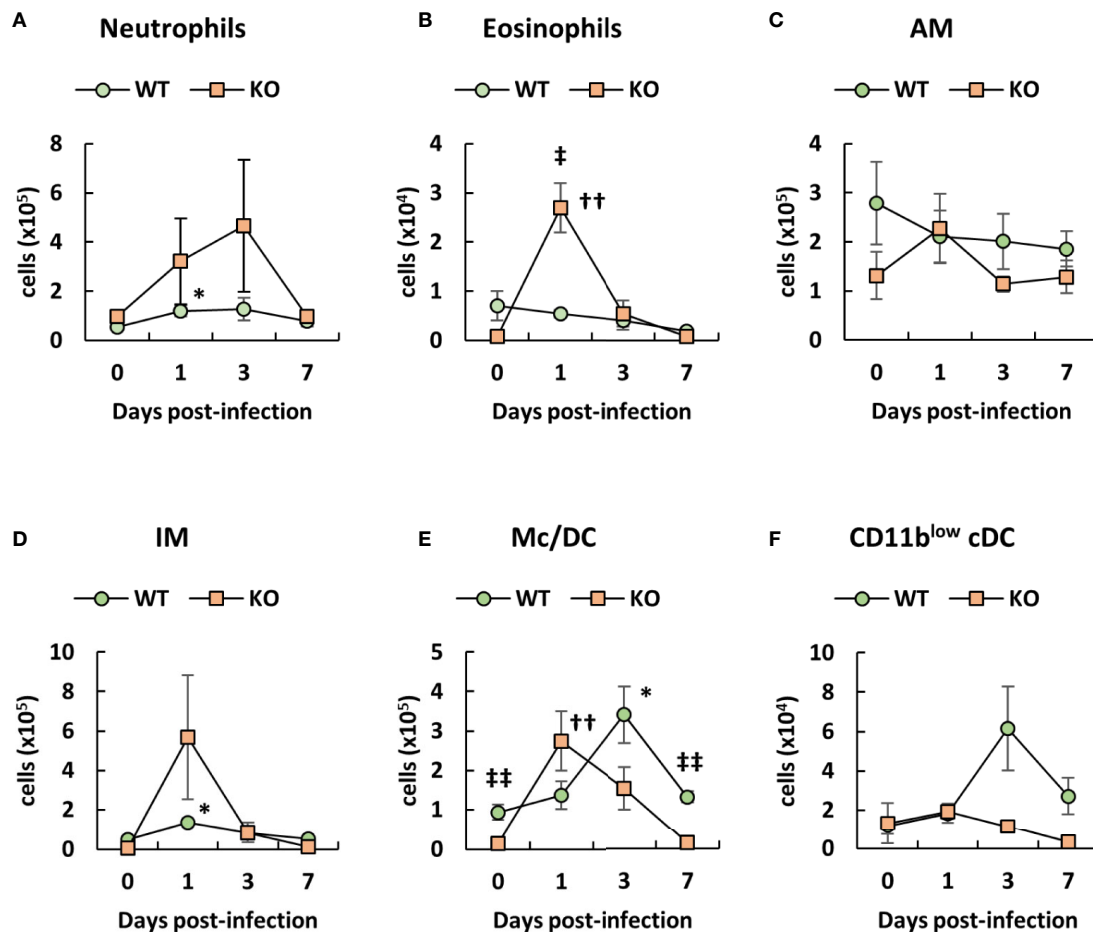 A Neutrophils
WT KO
8
6
4
2
0
cells (x10⁵)
*
0 1 3 7
Days post-infection
B Eosinophils
WT KO
4
3
2
1
0
cells (x10⁴)
‡
††
0 1 3 7
Days post-infection
C AM
WT KO
4
3
2
1
0
cells (x10⁵)
0 1 3 7
Days post-infection
D IM
WT KO
10
8
6
4
2
0
cells (x10⁵)
*
0 1 3 7
Days post-infection
E Mc/DC
WT KO
5
4
3
2
1
0
cells (x10⁵)
‡‡
††
*
‡‡
0 1 3 7
Days post-infection
F CD11b^low cDC
WT KO
10
8
6
4
2
0
cells (x10⁴)
0 1 3 7
Days post-infection